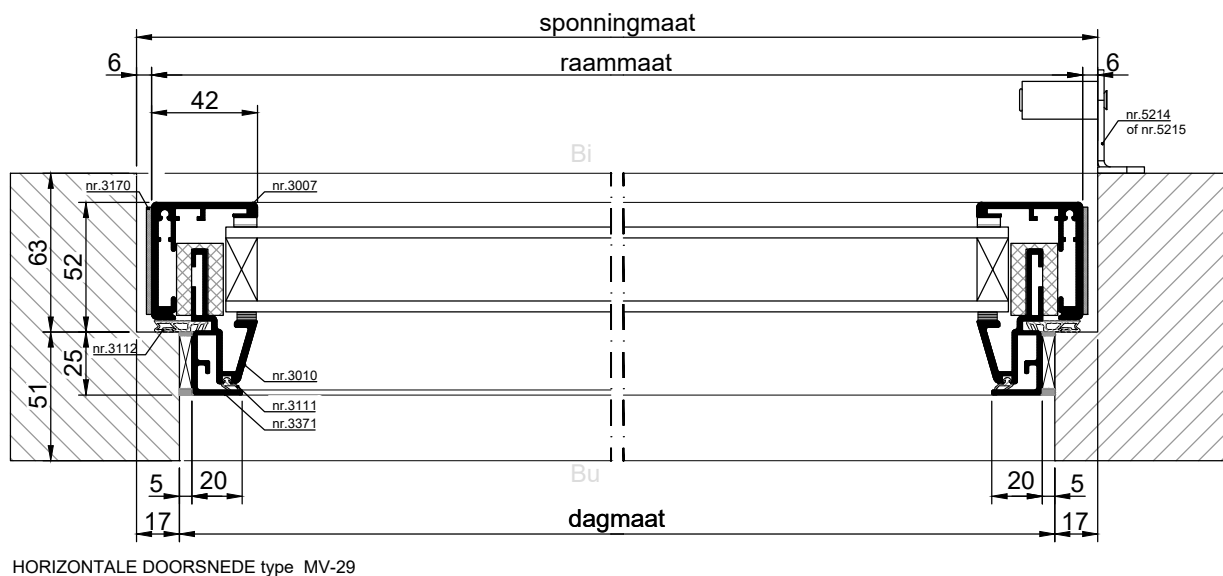 sponningmaat
6
raammaat
6
42
nr.5214
of nr.5215
Bi
nr.3170
nr.3007
63
52
nr.3112
25
51
nr.3010
nr.3111
nr.3371
Bu
5
20
20
5
17
dagmaat
17
HORIZONTALE DOORSNEDE type MV-29